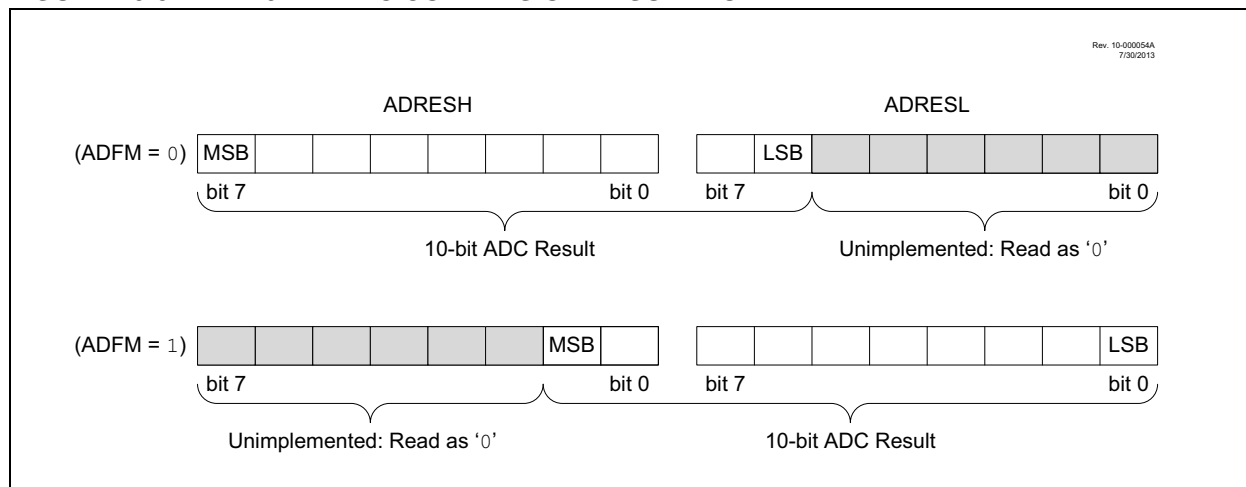 Rev. 10-000054A
7/30/2013
ADRESH ADRESL
(ADFM = 0) MSB LSB
bit 7 bit 0 bit 7 bit 0
10-bit ADC Result Unimplemented: Read as ‘0’
(ADFM = 1) MSB LSB
bit 7 bit 0 bit 7 bit 0
Unimplemented: Read as ‘0’ 10-bit ADC Result